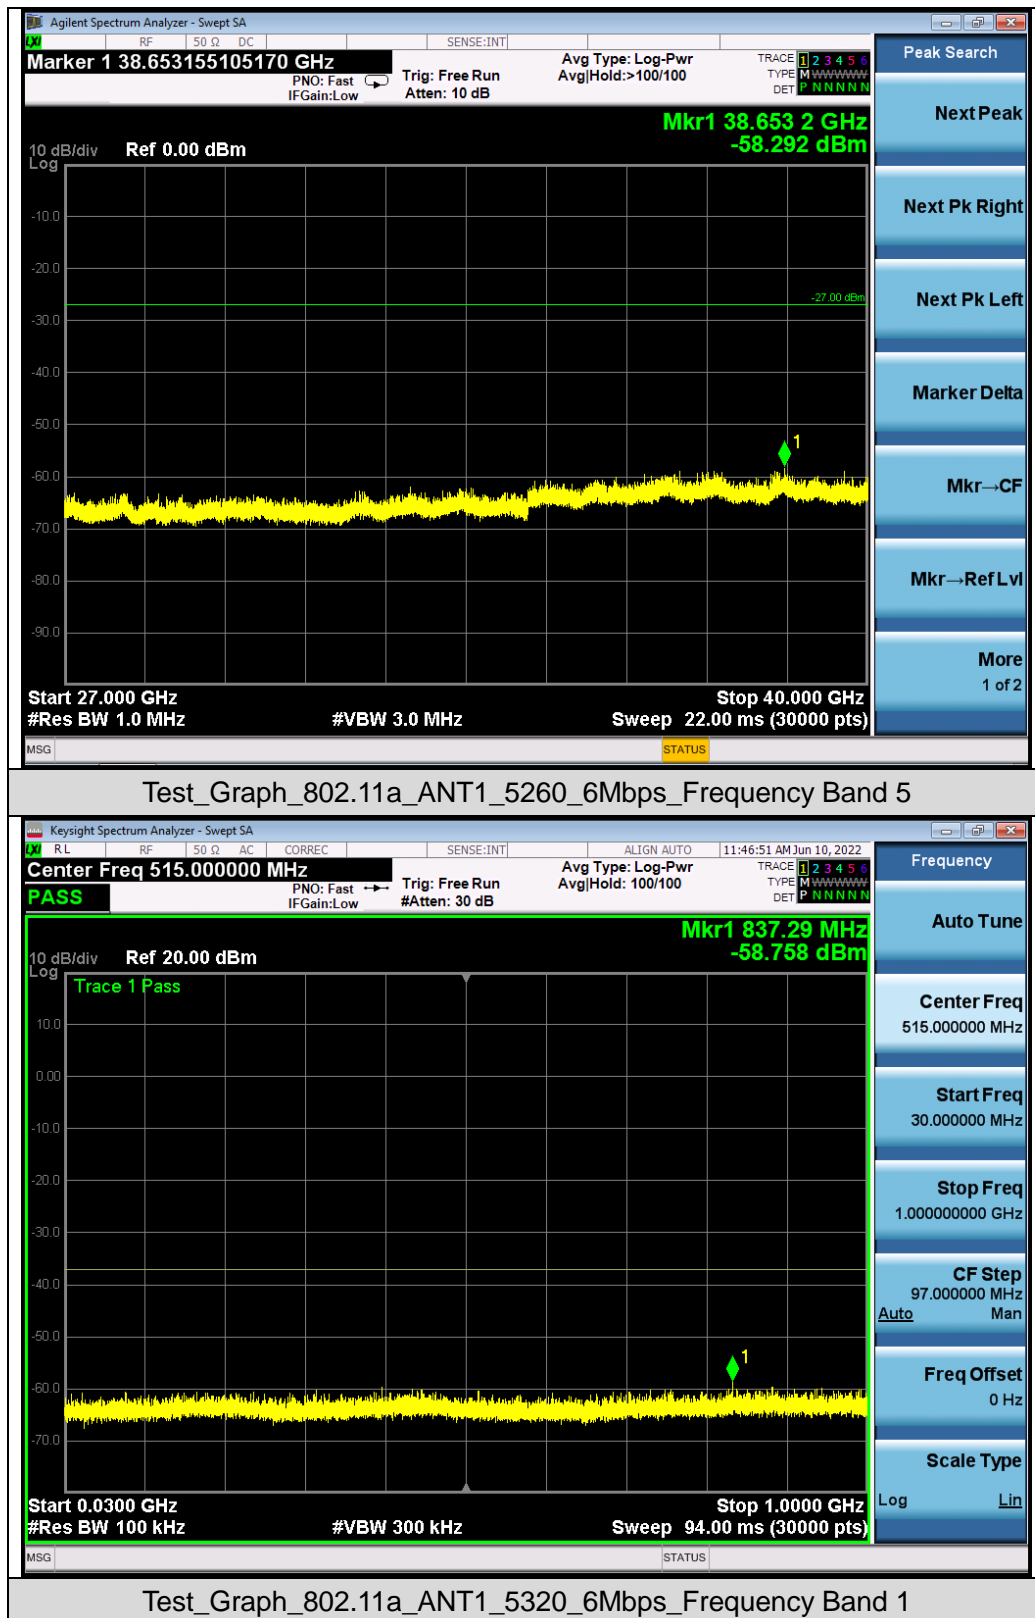 Agilent Spectrum Analyzer - Swept SA
LXI RF 50 Ω DC SENSE:INT
Marker 1 38.653155105170 GHz
PNO: Fast
IFGain:Low
Trig: Free Run
Atten: 10 dB
Avg Type: Log-Pwr
Avg|Hold:>100/100
TRACE 1 2 3 4 5 6
TYPE M W W W W W
DET P N N N N N
Mkr1 38.653 2 GHz
-58.292 dBm
10 dB/div
Log
Ref 0.00 dBm
-10.0
-20.0
-27.00 dBm
-30.0
-40.0
-50.0
1
-60.0
-70.0
-80.0
-90.0
Start 27.000 GHz
Stop 40.000 GHz
#Res BW 1.0 MHz
#VBW 3.0 MHz
Sweep 22.00 ms (30000 pts)
MSG
STATUS
Peak Search
Next Peak
Next Pk Right
Next Pk Left
Marker Delta
Mkr→CF
Mkr→Ref Lvl
More
1 of 2
Test_Graph_802.11a_ANT1_5260_6Mbps_Frequency Band 5
Keysight Spectrum Analyzer - Swept SA
LXI RL RF 50 Ω AC CORREC SENSE:INT ALIGN AUTO 11:46:51 AM Jun 10, 2022
Center Freq 515.000000 MHz
PASS
PNO: Fast
IFGain:Low
Trig: Free Run
#Atten: 30 dB
Avg Type: Log-Pwr
Avg|Hold: 100/100
TRACE 1 2 3 4 5 6
TYPE M W W W W W
DET P N N N N N
Mkr1 837.29 MHz
-58.758 dBm
10 dB/div
Log
Ref 20.00 dBm
Trace 1 Pass
10.0
0.00
-10.0
-20.0
-30.0
-40.0
-50.0
1
-60.0
-70.0
Start 0.0300 GHz
Stop 1.0000 GHz
#Res BW 100 kHz
#VBW 300 kHz
Sweep 94.00 ms (30000 pts)
MSG
STATUS
Frequency
Auto Tune
Center Freq
515.000000 MHz
Start Freq
30.000000 MHz
Stop Freq
1.000000000 GHz
CF Step
97.000000 MHz
Auto Man
Freq Offset
0 Hz
Scale Type
Log Lin
Test_Graph_802.11a_ANT1_5320_6Mbps_Frequency Band 1